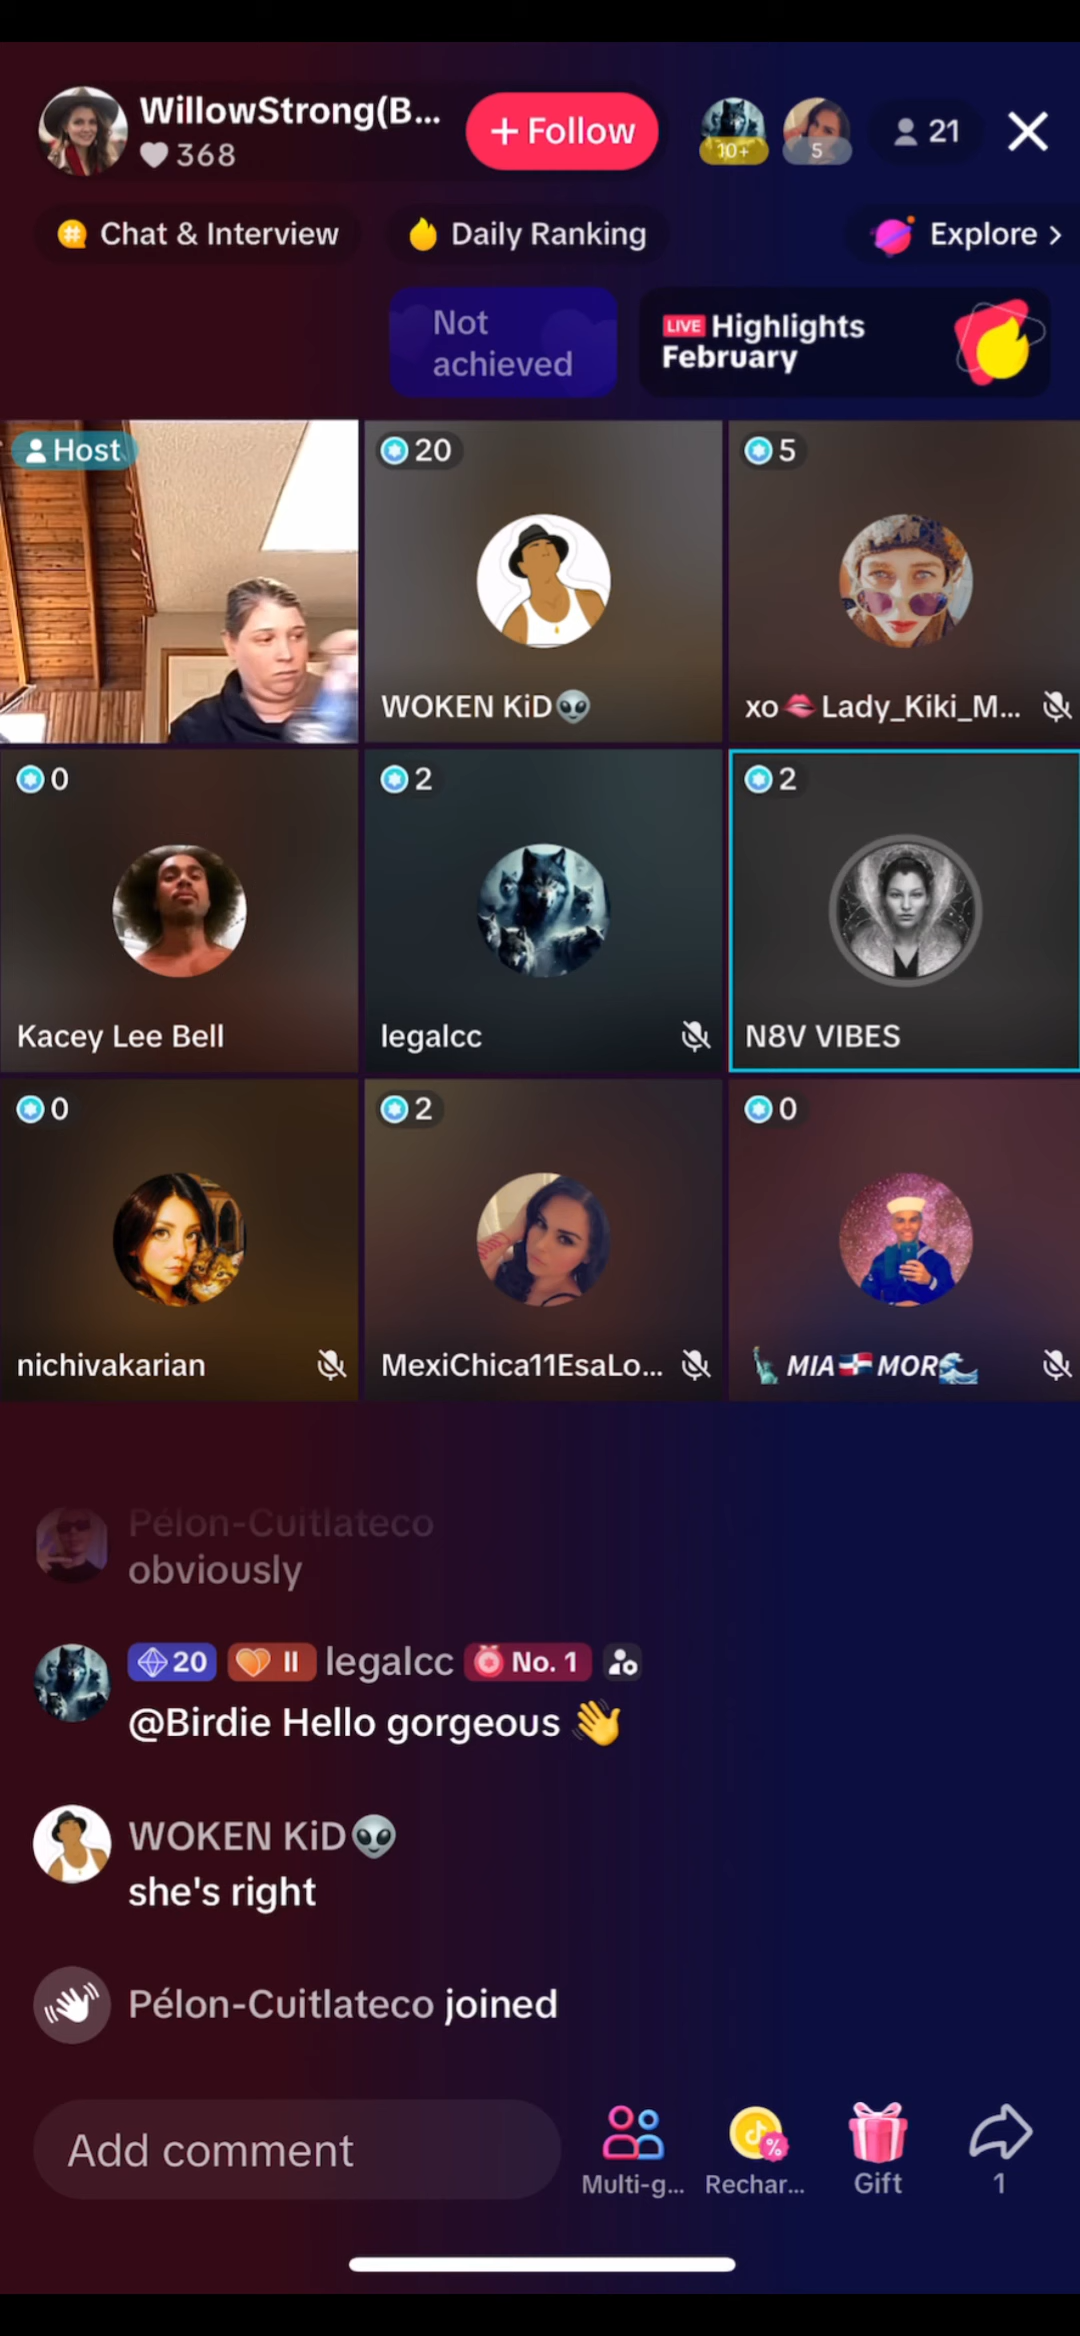 WillowStrong(B...
368
+ Follow
10+
5
21
Chat & Interview
Daily Ranking
Explore >
Not
achieved
LIVE Highlights
February
Host
20
WOKEN KiD👽
5
xo💋Lady_Kiki_M...
0
Kacey Lee Bell
2
legalcc
2
N8V VIBES
0
nichivakarian
2
MexiChica11EsaLo...
0
🗽MIA🇩🇴MOR🌊
Pélon-Cuitlateco
obviously
20 II legalcc No. 1
@Birdie Hello gorgeous 👋
WOKEN KiD👽
she's right
Pélon-Cuitlateco joined
Add comment
Multi-g...
Rechar...
Gift
1